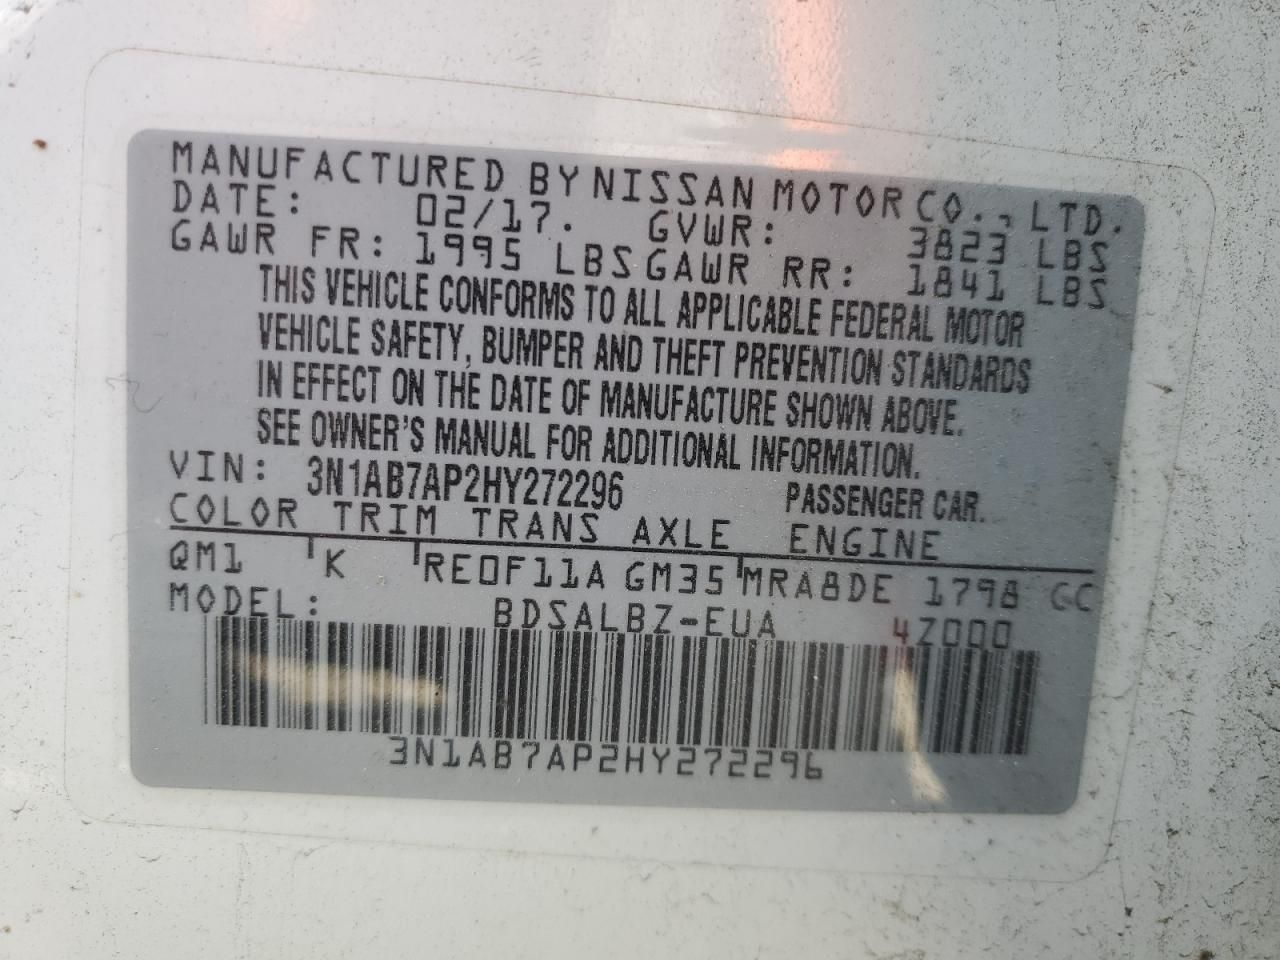 MANUFACTURED BY NISSAN MOTOR CO., LTD.
DATE: 02/17. GVWR: 3823 LBS
GAWR FR: 1995 LBS GAWR RR: 1841 LBS
THIS VEHICLE CONFORMS TO ALL APPLICABLE FEDERAL MOTOR
VEHICLE SAFETY, BUMPER AND THEFT PREVENTION STANDARDS
IN EFFECT ON THE DATE OF MANUFACTURE SHOWN ABOVE.
SEE OWNER'S MANUAL FOR ADDITIONAL INFORMATION.
VIN: 3N1AB7AP2HY272296 PASSENGER CAR.
COLOR TRIM TRANS AXLE ENGINE
QM1 K RE0F11A GM35 MRA8DE 1798 CC
MODEL: BDSALBZ-EUA 4Z000
3N1AB7AP2HY272296